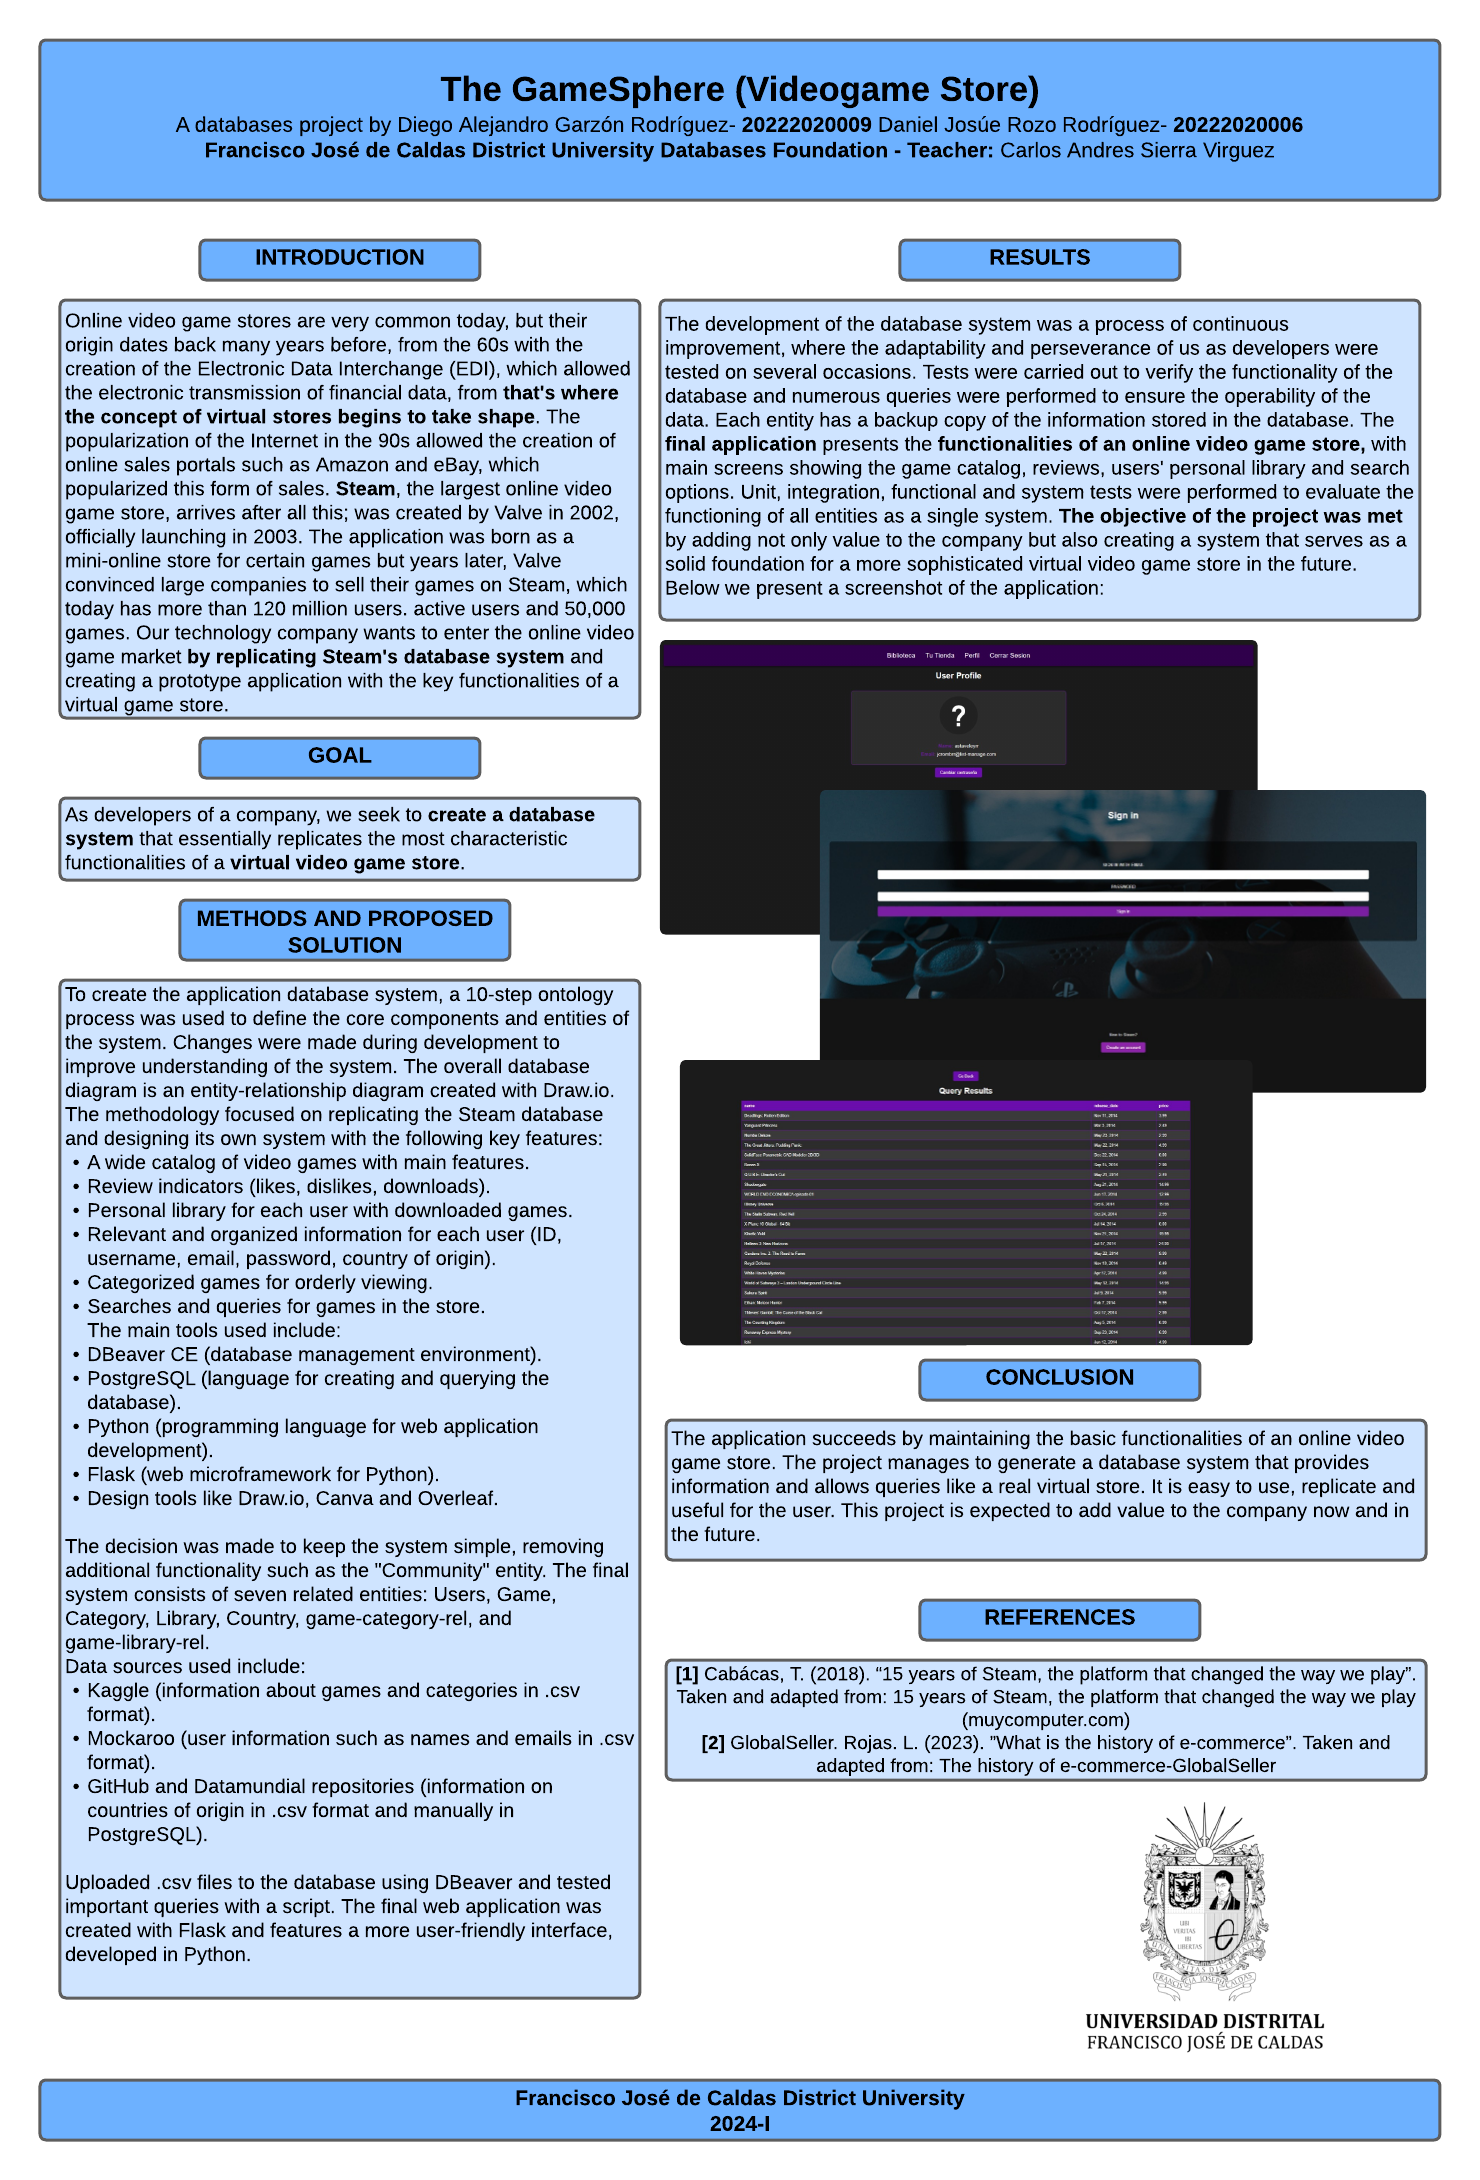 The GameSphere (Videogame Store)
A databases project by Diego Alejandro Garzón Rodríguez- 20222020009 Daniel Josúe Rozo Rodríguez- 20222020006
Francisco José de Caldas District University Databases Foundation - Teacher: Carlos Andres Sierra Virguez
INTRODUCTION
Online video game stores are very common today, but their
origin dates back many years before, from the 60s with the
creation of the Electronic Data Interchange (EDI), which allowed
the electronic transmission of financial data, from that's where
the concept of virtual stores begins to take shape. The
popularization of the Internet in the 90s allowed the creation of
online sales portals such as Amazon and eBay, which
popularized this form of sales. Steam, the largest online video
game store, arrives after all this; was created by Valve in 2002,
officially launching in 2003. The application was born as a
mini-online store for certain games but years later, Valve
convinced large companies to sell their games on Steam, which
today has more than 120 million users. active users and 50,000
games. Our technology company wants to enter the online video
game market by replicating Steam's database system and
creating a prototype application with the key functionalities of a
virtual game store.
GOAL
As developers of a company, we seek to create a database
system that essentially replicates the most characteristic
functionalities of a virtual video game store.
METHODS AND PROPOSED
SOLUTION
To create the application database system, a 10-step ontology
process was used to define the core components and entities of
the system. Changes were made during development to
improve understanding of the system. The overall database
diagram is an entity-relationship diagram created with Draw.io.
The methodology focused on replicating the Steam database
and designing its own system with the following key features:
• A wide catalog of video games with main features.
• Review indicators (likes, dislikes, downloads).
• Personal library for each user with downloaded games.
• Relevant and organized information for each user (ID,
username, email, password, country of origin).
• Categorized games for orderly viewing.
• Searches and queries for games in the store.
The main tools used include:
• DBeaver CE (database management environment).
• PostgreSQL (language for creating and querying the
database).
• Python (programming language for web application
development).
• Flask (web microframework for Python).
• Design tools like Draw.io, Canva and Overleaf.
The decision was made to keep the system simple, removing
additional functionality such as the "Community" entity. The final
system consists of seven related entities: Users, Game,
Category, Library, Country, game-category-rel, and
game-library-rel.
Data sources used include:
• Kaggle (information about games and categories in .csv
format).
• Mockaroo (user information such as names and emails in .csv
format).
• GitHub and Datamundial repositories (information on
countries of origin in .csv format and manually in
PostgreSQL).
Uploaded .csv files to the database using DBeaver and tested
important queries with a script. The final web application was
created with Flask and features a more user-friendly interface,
developed in Python.
RESULTS
The development of the database system was a process of continuous
improvement, where the adaptability and perseverance of us as developers were
tested on several occasions. Tests were carried out to verify the functionality of the
database and numerous queries were performed to ensure the operability of the
data. Each entity has a backup copy of the information stored in the database. The
final application presents the functionalities of an online video game store, with
main screens showing the game catalog, reviews, users' personal library and search
options. Unit, integration, functional and system tests were performed to evaluate the
functioning of all entities as a single system. The objective of the project was met
by adding not only value to the company but also creating a system that serves as a
solid foundation for a more sophisticated virtual video game store in the future.
Below we present a screenshot of the application:
Biblioteca Tu Tienda Perfil Cerrar Sesion
User Profile
?
Cambiar contraseña
Sign in
PASSWORD
Sign in
Create an account
Go Back
Query Results
name release_date price
Vanguard Princess
The Great Jitters: Pudding Panic
Royal Defense
White Haven Mysteries
Sakura Spirit
The Counting Kingdom
Runaway Express Mystery
CONCLUSION
The application succeeds by maintaining the basic functionalities of an online video
game store. The project manages to generate a database system that provides
information and allows queries like a real virtual store. It is easy to use, replicate and
useful for the user. This project is expected to add value to the company now and in
the future.
REFERENCES
[1] Cabácas, T. (2018). “15 years of Steam, the platform that changed the way we play”.
Taken and adapted from: 15 years of Steam, the platform that changed the way we play
(muycomputer.com)
[2] GlobalSeller. Rojas. L. (2023). ”What is the history of e-commerce”. Taken and
adapted from: The history of e-commerce-GlobalSeller
UBI
VERITAS
IBI
LIBERTAS
UNIVERSIDAD DISTRITAL
FRANCISCO JOSÉ DE CALDAS
Francisco José de Caldas District University
2024-I